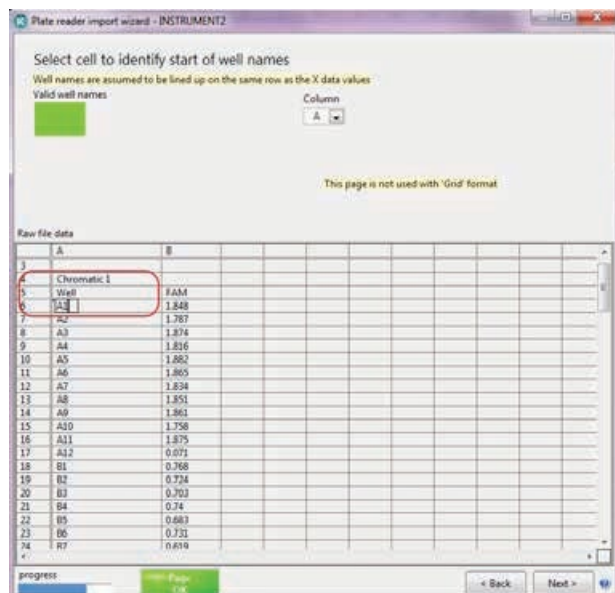 Plate reader import wizard - INSTRUMENT2
Select cell to identify start of well names
Well names are assumed to be lined up on the same row as the X data values
Valid well names
Column
A
This page is not used with 'Grid' format
Raw file data
A B
3
4 Chromatic 1
5 Well FAM
6 A1 1.848
7 A2 1.787
8 A3 1.874
9 A4 1.816
10 A5 1.882
11 A6 1.865
12 A7 1.834
13 A8 1.851
14 A9 1.861
15 A10 1.758
16 A11 1.875
17 A12 0.071
18 B1 0.768
19 B2 0.724
20 B3 0.703
21 B4 0.74
22 B5 0.683
23 B6 0.731
24 B7 0.619
progress
Page
OK
< Back
Next >